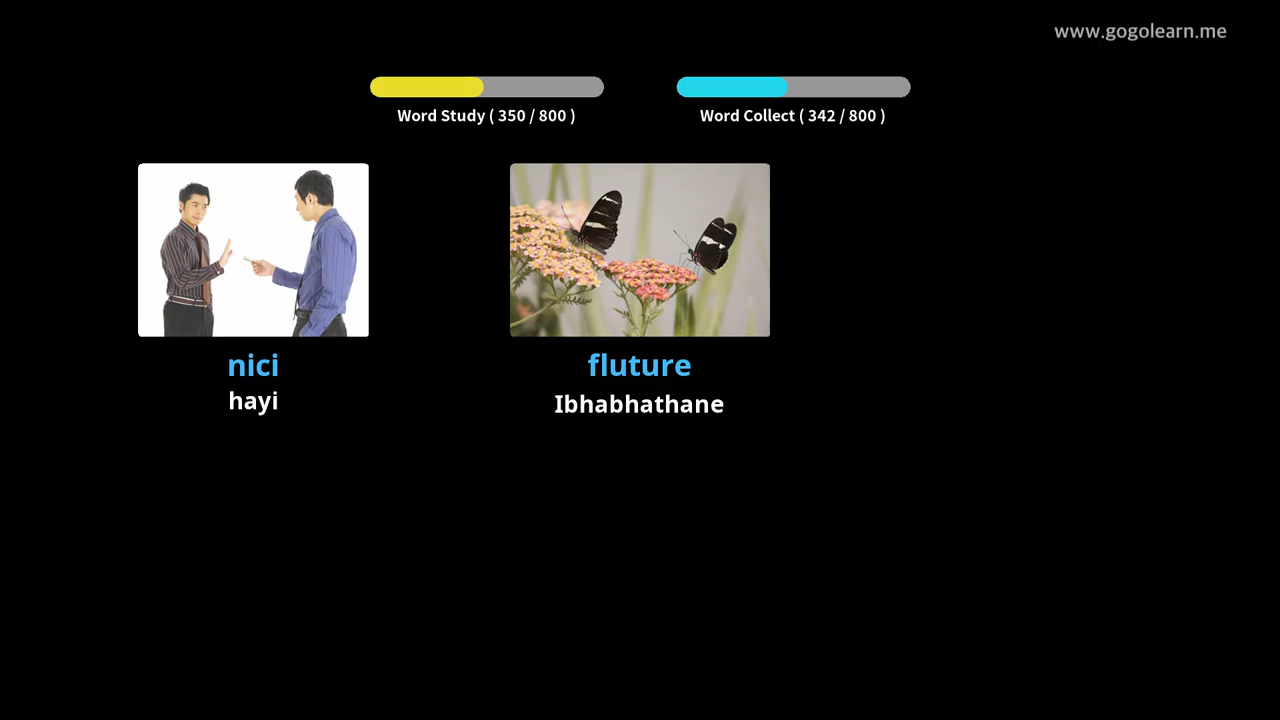 www.gogolearn.me
Word Study ( 350 / 800 )
Word Collect ( 342 / 800 )
nici
hayi
fluture
Ibhabhathane